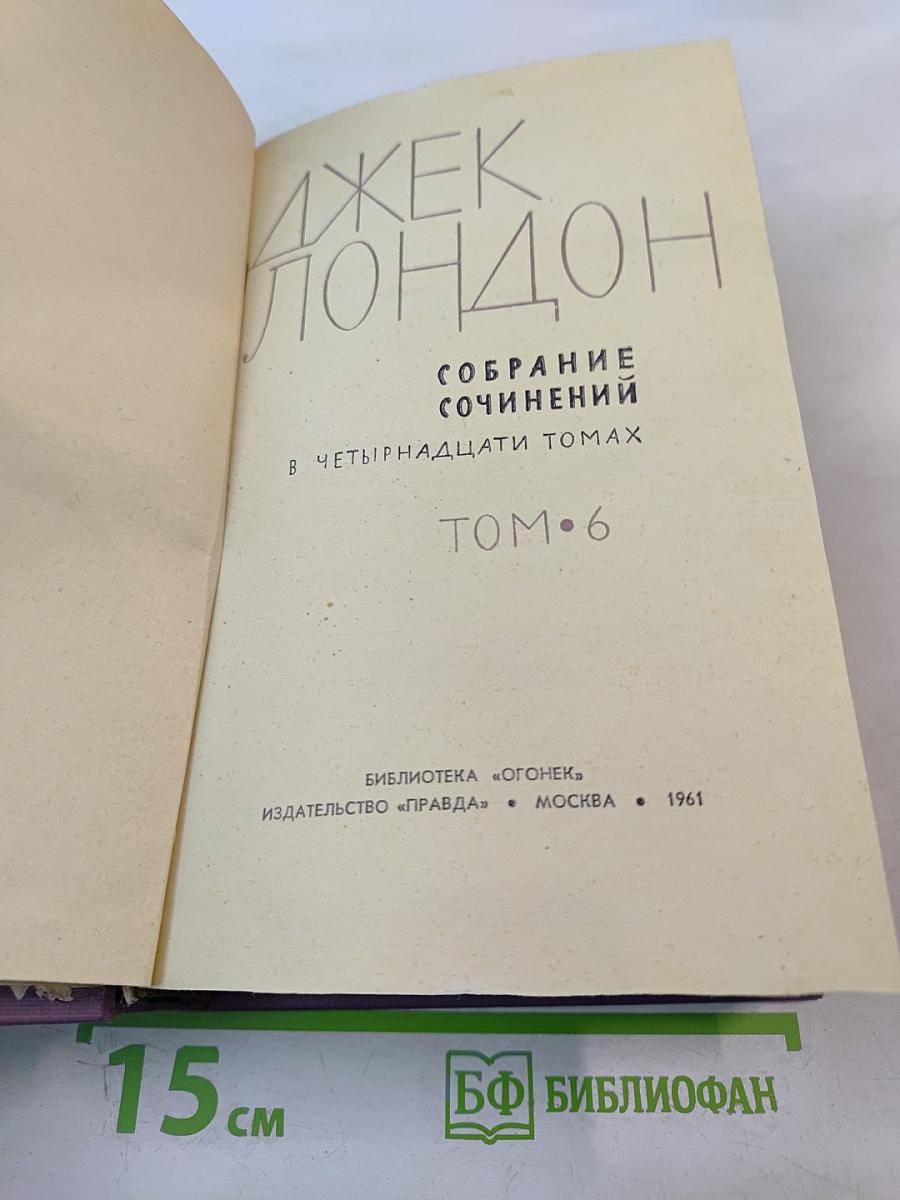 ДЖЕК
ЛОНДОН
СОБРАНИЕ
СОЧИНЕНИЙ
В ЧЕТЫРНАДЦАТИ ТОМАХ
ТОМ•6
БИБЛИОТЕКА «ОГОНЕК»
ИЗДАТЕЛЬСТВО «ПРАВДА» • МОСКВА • 1961
15 см
БФ БИБЛИОФАН